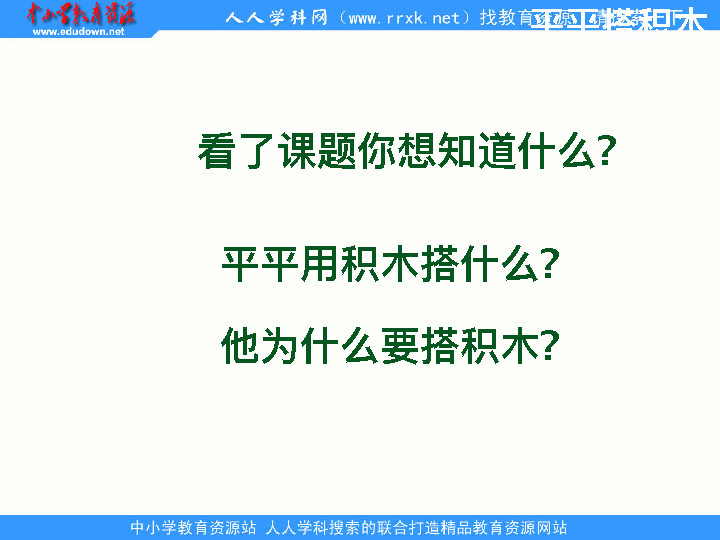 中小学教育资源
www.edudown.net
人人学科网（www.rrxk.net）找教育资源
平平搭积木
看了课题你想知道什么?
平平用积木搭什么?
他为什么要搭积木?
中小学教育资源站 人人学科搜索的联合打造精品教育资源网站